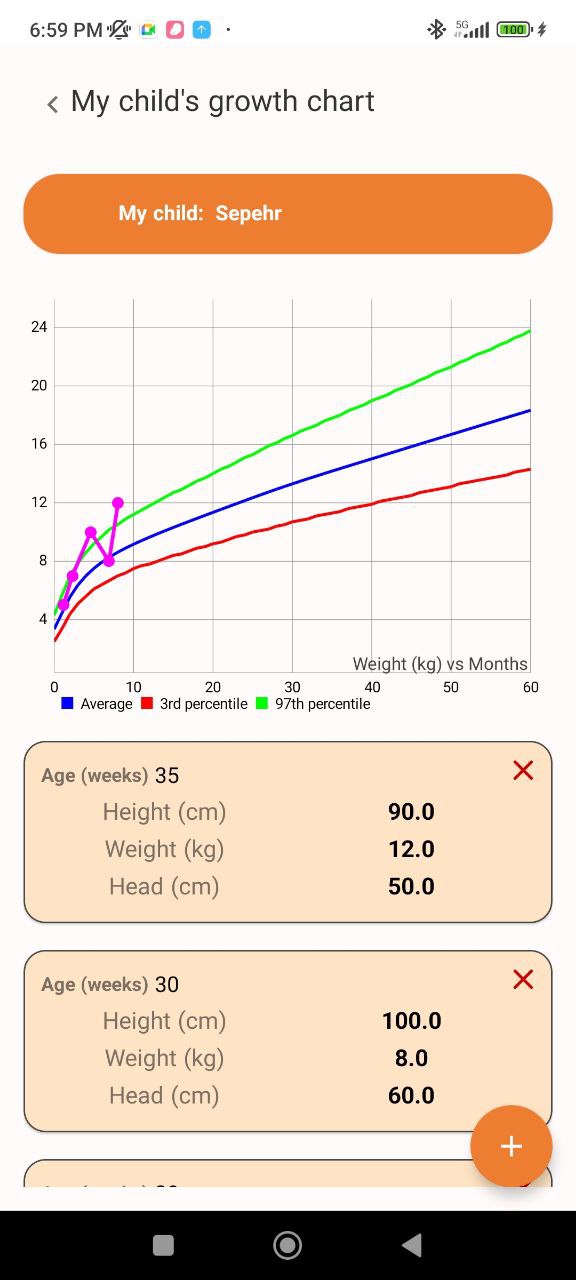 6:59 PM
5G
100
My child's growth chart
My child: Sepehr
24
20
16
12
8
4
Weight (kg) vs Months
0 10 20 30 40 50 60
Average 3rd percentile 97th percentile
Age (weeks) 35
Height (cm) 90.0
Weight (kg) 12.0
Head (cm) 50.0
Age (weeks) 30
Height (cm) 100.0
Weight (kg) 8.0
Head (cm) 60.0
+